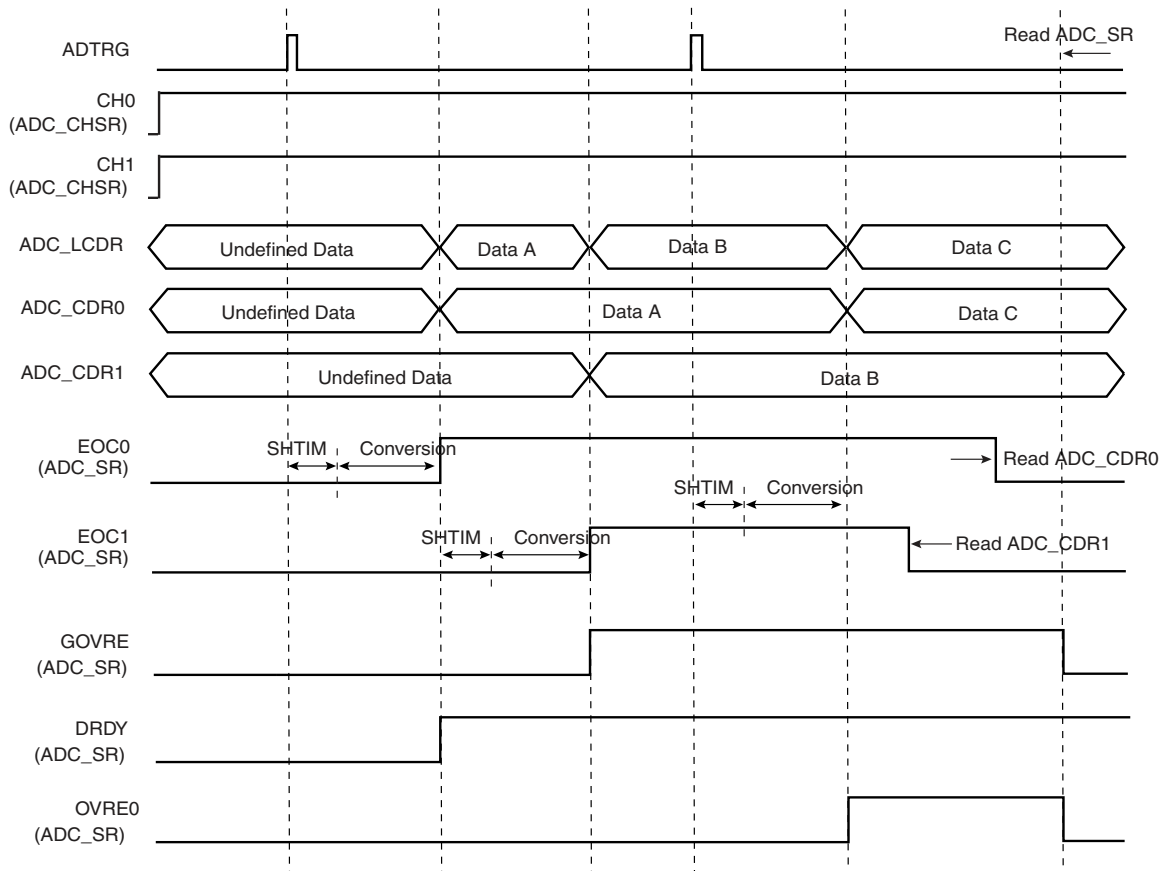 Read ADC_SR
ADTRG
CH0
(ADC_CHSR)
CH1
(ADC_CHSR)
ADC_LCDR
Undefined Data
Data A
Data B
Data C
ADC_CDR0
Undefined Data
Data A
Data C
ADC_CDR1
Undefined Data
Data B
EOC0
(ADC_SR)
SHTIM
Conversion
Read ADC_CDR0
SHTIM
Conversion
EOC1
(ADC_SR)
SHTIM
Conversion
Read ADC_CDR1
GOVRE
(ADC_SR)
DRDY
(ADC_SR)
OVRE0
(ADC_SR)